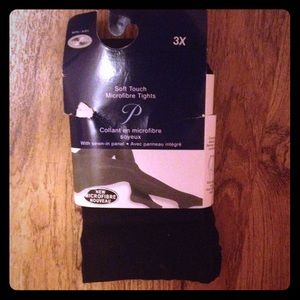 3X
Soft Touch
Microfibre Tights
P
Collant en microfibre
soyeux
With sewn-in panel • Avec panneau intégré
NEW
MICROFIBRE
NOUVEAU